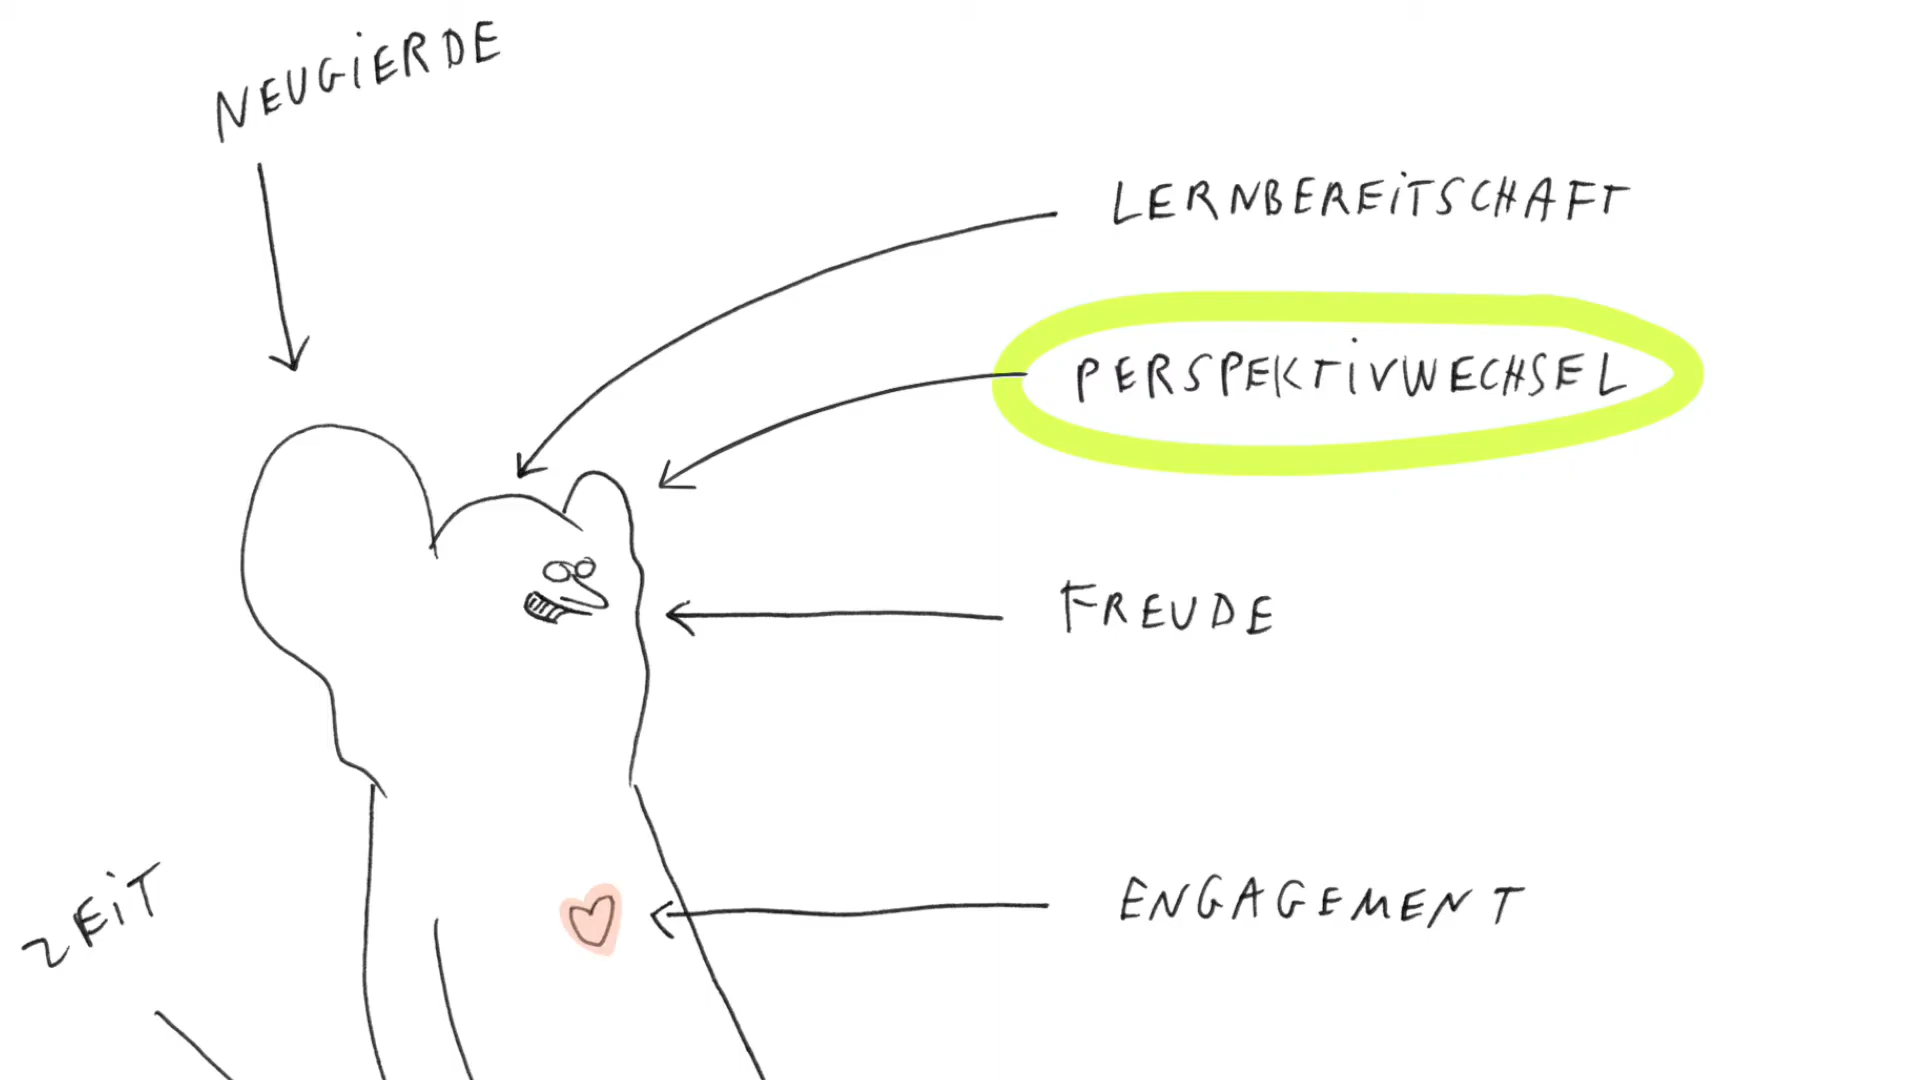 NEUGiERDE
LERNBEREiTSCHAFT
PERSPEKTiVWECHSEL
FREUDE
ENGAGEMENT
ZEiT